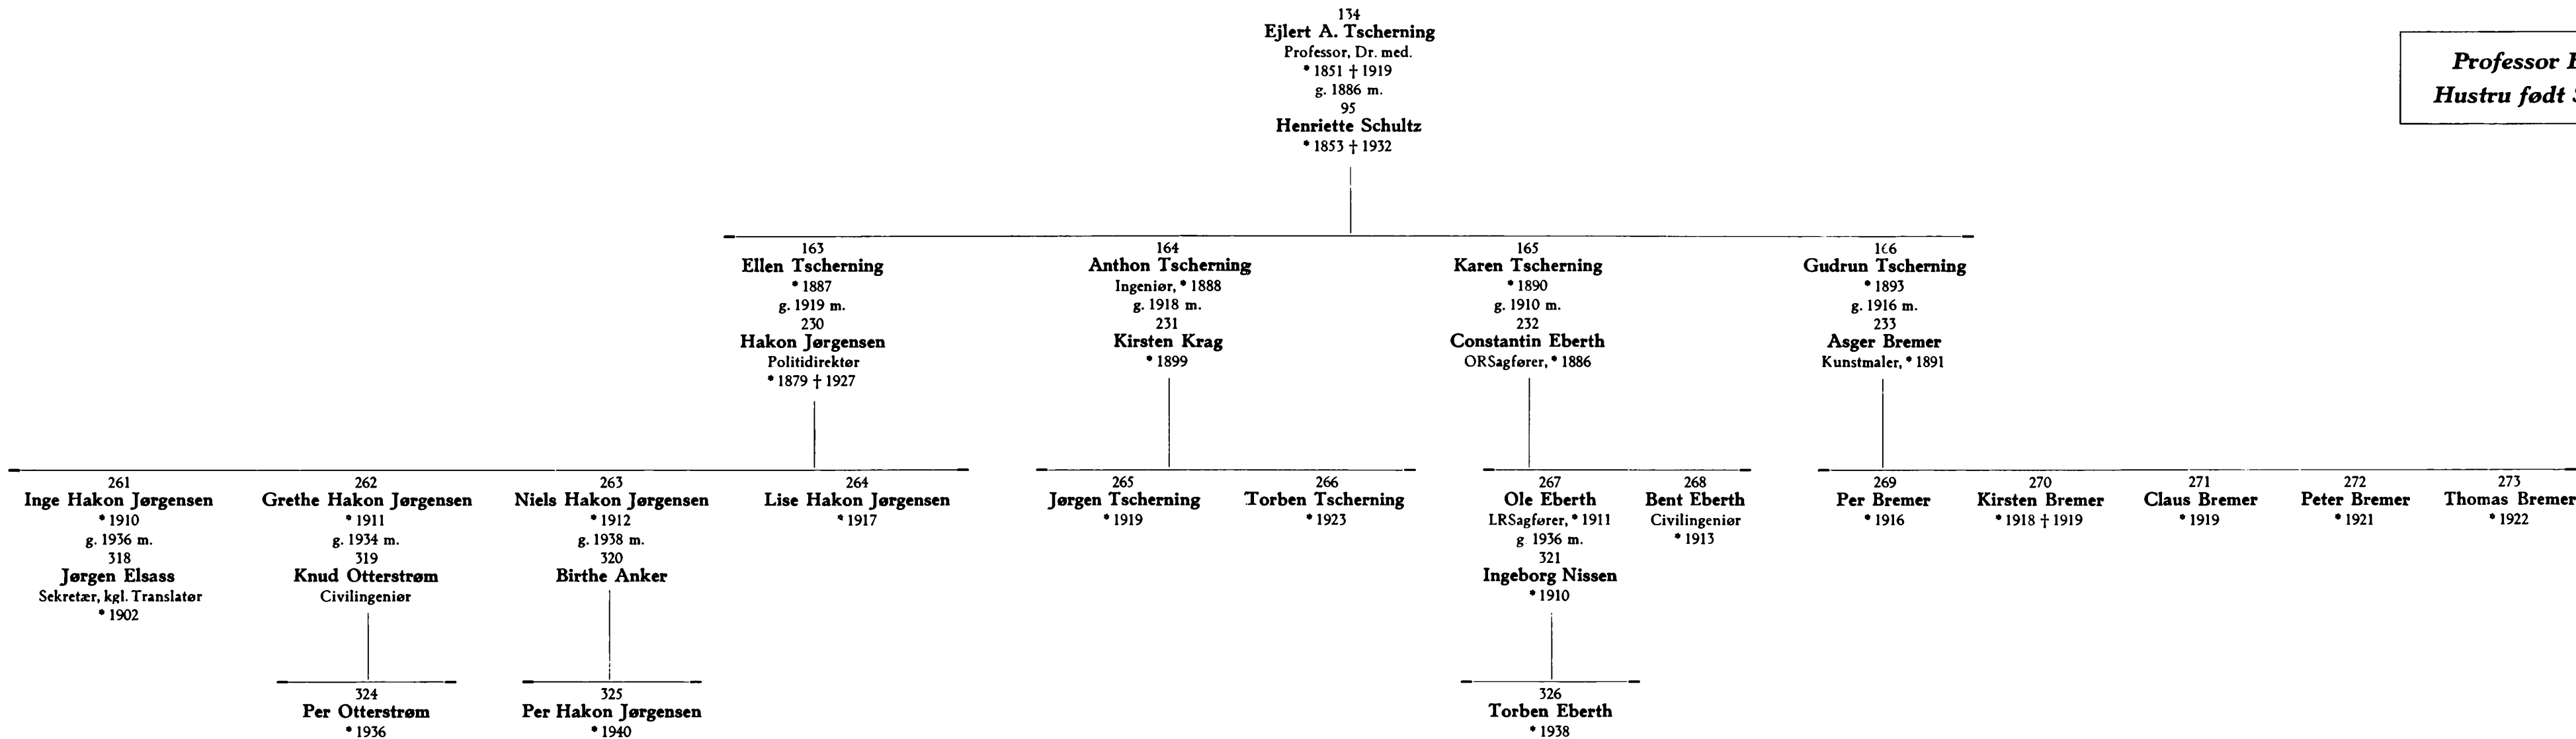 134
Ejlert A. Tscherning
Professor, Dr. med.
* 1851 † 1919
g. 1886 m.
95
Henriette Schultz
* 1853 † 1932
Professor
Hustru født
163
Ellen Tscherning
* 1887
g. 1919 m.
230
Hakon Jørgensen
Politidirektør
* 1879 † 1927
164
Anthon Tscherning
Ingeniør, * 1888
g. 1918 m.
231
Kirsten Krag
* 1899
165
Karen Tscherning
* 1890
g. 1910 m.
232
Constantin Eberth
ORSagfører, * 1886
166
Gudrun Tscherning
* 1893
g. 1916 m.
233
Asger Bremer
Kunstmaler, * 1891
261
Inge Hakon Jørgensen
* 1910
g. 1936 m.
318
Jørgen Elsass
Sekretær, kgl. Translatør
* 1902
262
Grethe Hakon Jørgensen
* 1911
g. 1934 m.
319
Knud Otterstrøm
Civilingeniør
263
Niels Hakon Jørgensen
* 1912
g. 1938 m.
320
Birthe Anker
264
Lise Hakon Jørgensen
* 1917
265
Jørgen Tscherning
* 1919
266
Torben Tscherning
* 1923
267
Ole Eberth
LRSagfører, * 1911
g 1936 m.
321
Ingeborg Nissen
* 1910
268
Bent Eberth
Civilingeniør
* 1913
269
Per Bremer
* 1916
270
Kirsten Bremer
* 1918 † 1919
271
Claus Bremer
* 1919
272
Peter Bremer
* 1921
273
Thomas Bremer
* 1922
324
Per Otterstrøm
* 1936
325
Per Hakon Jørgensen
* 1940
326
Torben Eberth
* 1938